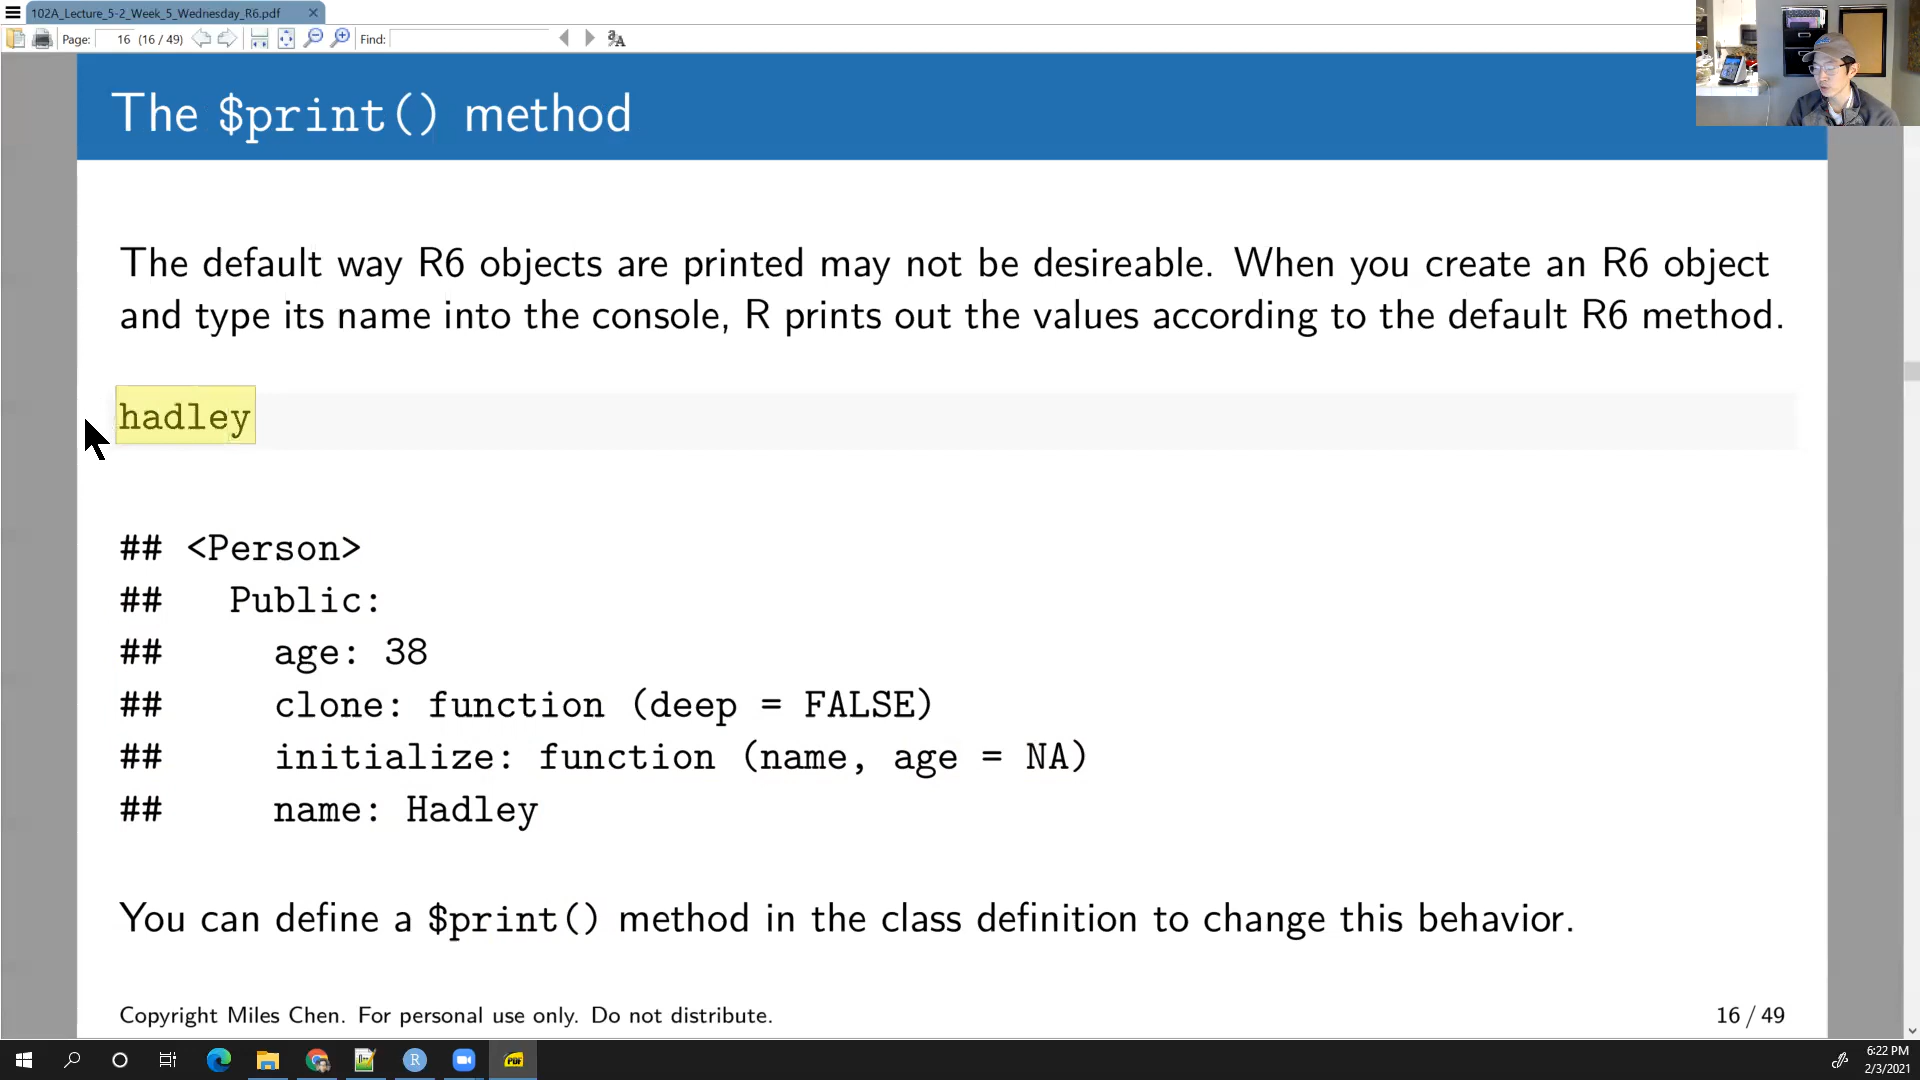 102A_Lecture_5-2_Week_5_Wednesday_R6.pdf
Page: 16 (16 / 49) Find:
The $print() method
The default way R6 objects are printed may not be desireable. When you create an R6 object
and type its name into the console, R prints out the values according to the default R6 method.
hadley
## <Person>
##   Public:
##     age: 38
##     clone: function (deep = FALSE)
##     initialize: function (name, age = NA)
##     name: Hadley
You can define a $print() method in the class definition to change this behavior.
Copyright Miles Chen. For personal use only. Do not distribute.
16 / 49
6:22 PM
2/3/2021